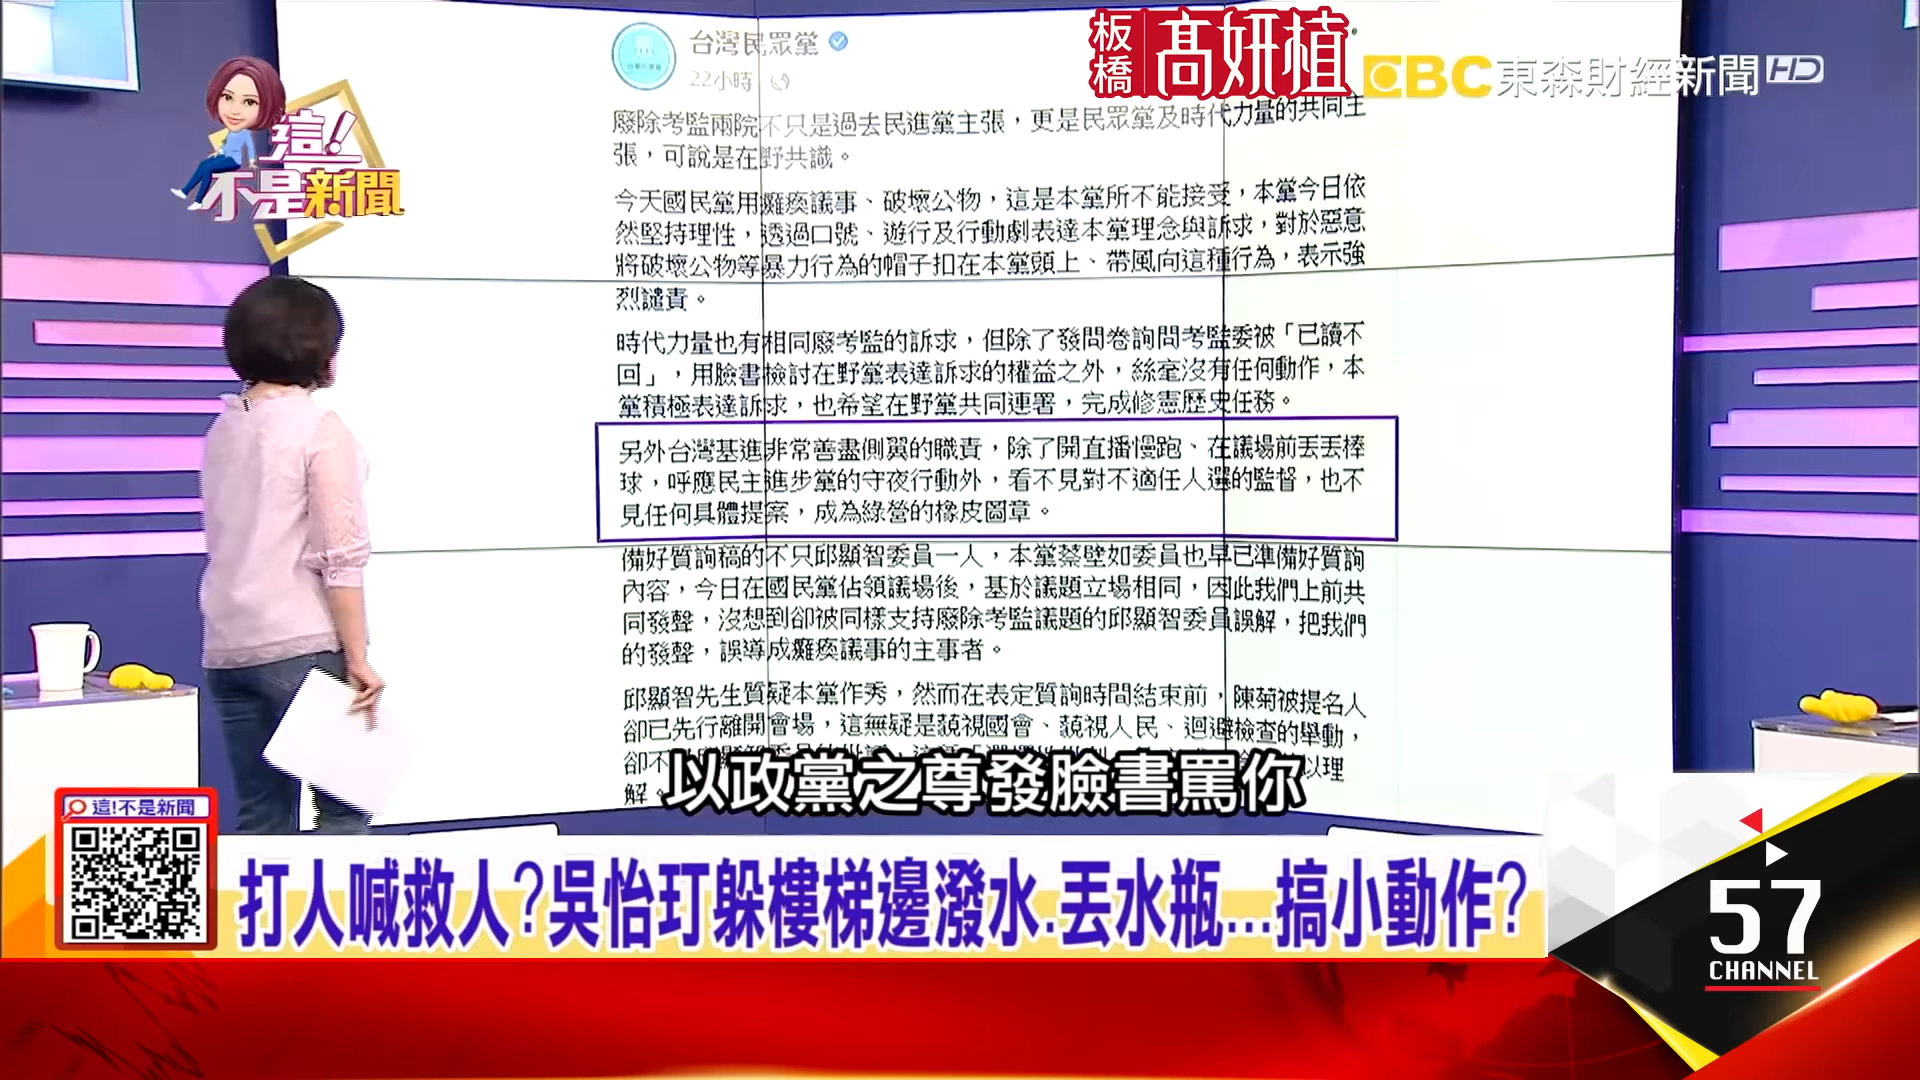 台灣民眾黨
22小時
板橋
高妍植
EBC東森財經新聞HD
這!
不是新聞
廢除考監兩院不只是過去民進黨主張，更是民眾黨及時代力量的共同主
張，可說是在野共識。
今天國民黨用癱瘓議事、破壞公物，這是本黨所不能接受，本黨今日依
然堅持理性，透過口號、遊行及行動劇表達本黨理念與訴求，對於惡意
將破壞公物等暴力行為的帽子扣在本黨頭上、帶風向這種行為，表示強
烈譴責。
時代力量也有相同廢考監的訴求，但除了發問卷詢問考監委被「已讀不
回」，用臉書檢討在野黨表達訴求的權益之外，絲毫沒有任何動作，本
黨積極表達訴求，也希望在野黨共同連署，完成修憲歷史任務。
另外台灣基進非常善盡側翼的職責，除了開直播慢跑、在議場前丟丟棒
球，呼應民主進步黨的守夜行動外，看不見對不適任人選的監督，也不
見任何具體提案，成為綠營的橡皮圖章。
備好質詢稿的不只邱顯智委員一人，本黨蔡壁如委員也早已準備好質詢
內容，今日在國民黨佔領議場後，基於議題立場相同，因此我們上前共
同發聲，沒想到卻被同樣支持廢除考監議題的邱顯智委員誤解，把我們
的發聲，誤導成癱瘓議事的主事者。
邱顯智先生質疑本黨作秀，然而在表定質詢時間結束前，陳菊被提名人
卻已先行離開會場，這無疑是藐視國會、藐視人民、迴避檢查的舉動，
卻不
以理
解。
以政黨之尊發臉書罵你
這!不是新聞
打人喊救人?吳怡玎躲樓梯邊潑水.丟水瓶...搞小動作?
57
CHANNEL